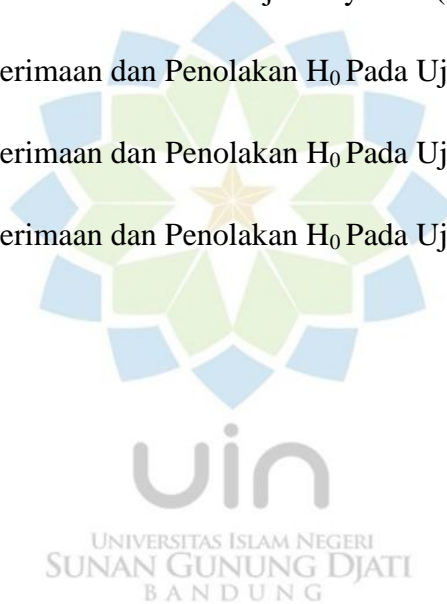 erimaan dan Penolakan H₀ Pada Uj
erimaan dan Penolakan H₀ Pada Uj
erimaan dan Penolakan H₀ Pada Uj
uin
UNIVERSITAS ISLAM NEGERI
SUNAN GUNUNG DJATI
BANDUNG